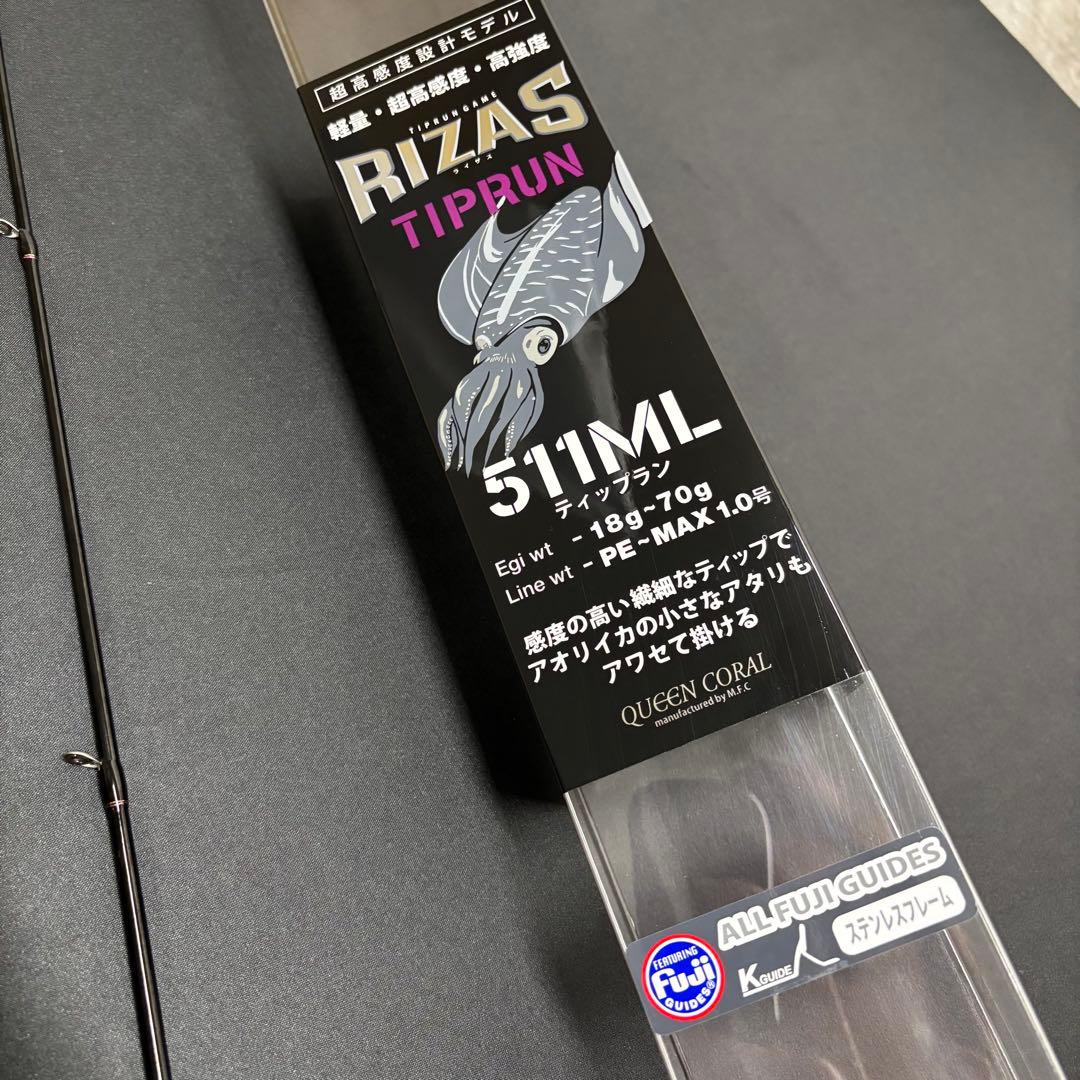 超高感度設計モデル
軽量・超高感度・高強度
TIPRUN GAME
RIZAS
ライザス
TIPRUN
511ML
ティップラン
Egi wt - 18g~70g
Line wt - PE~MAX 1.0号
感度の高い繊細なティップで
アオリイカの小さなアタリも
アワセて掛ける
QUEEN CORAL
manufactured by M.F.C
ALL FUJI GUIDES
FEATURING
Fuji
GUIDES®
K GUIDE
ステンレスフレーム